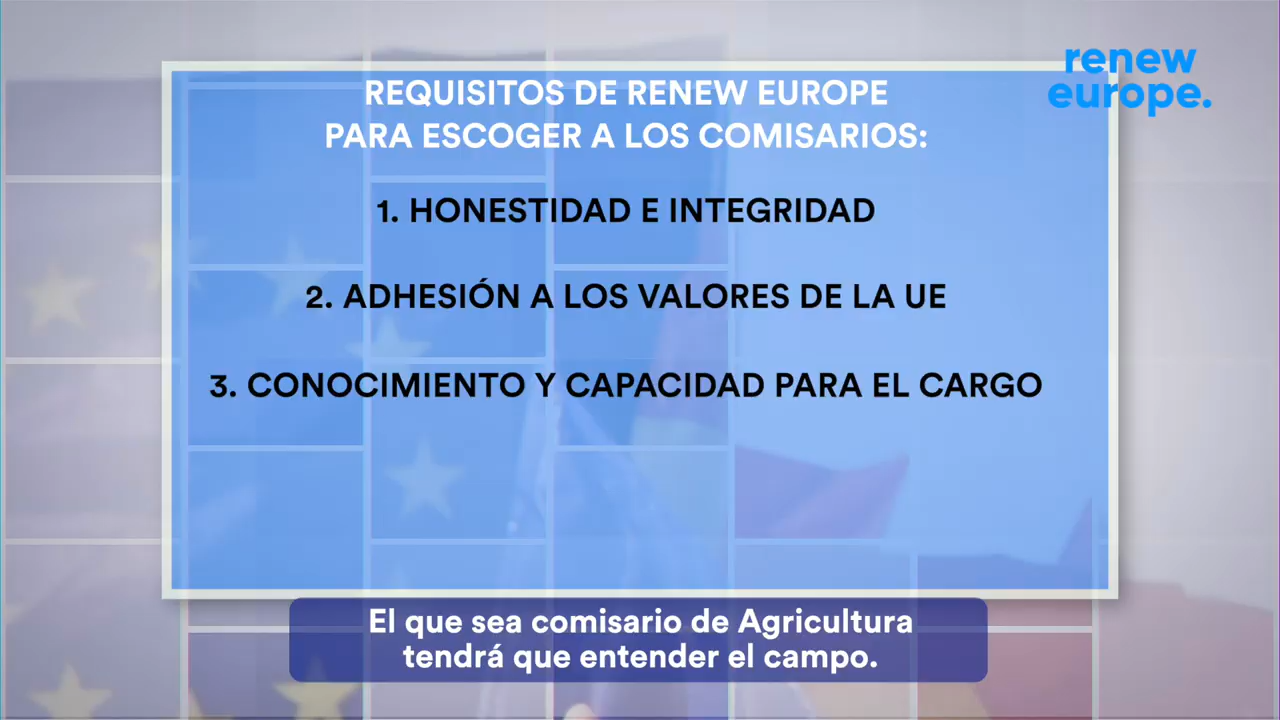 renew
europe.
REQUISITOS DE RENEW EUROPE
PARA ESCOGER A LOS COMISARIOS:
1. HONESTIDAD E INTEGRIDAD
2. ADHESIÓN A LOS VALORES DE LA UE
3. CONOCIMIENTO Y CAPACIDAD PARA EL CARGO
El que sea comisario de Agricultura
tendrá que entender el campo.